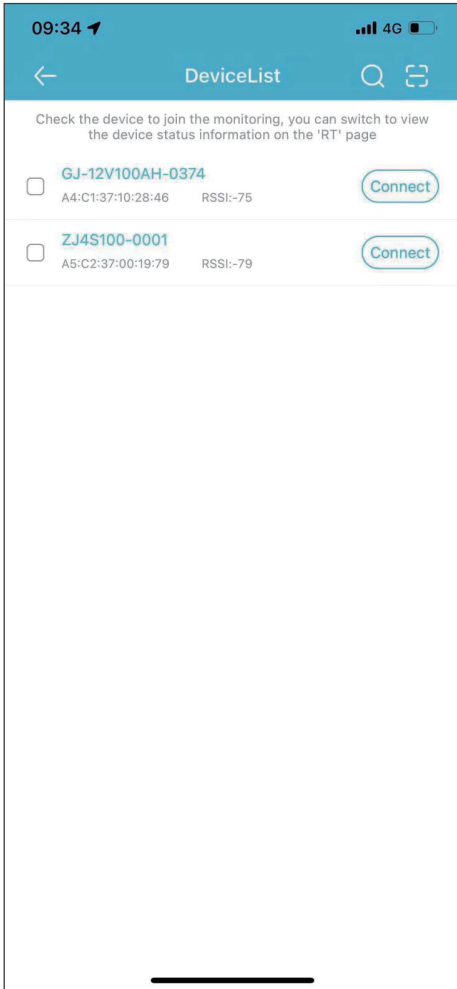 09:34 4G
DeviceList
Check the device to join the monitoring, you can switch to view
the device status information on the 'RT' page
GJ-12V100AH-0374
A4:C1:37:10:28:46 RSSI:-75
Connect
ZJ4S100-0001
A5:C2:37:00:19:79 RSSI:-79
Connect